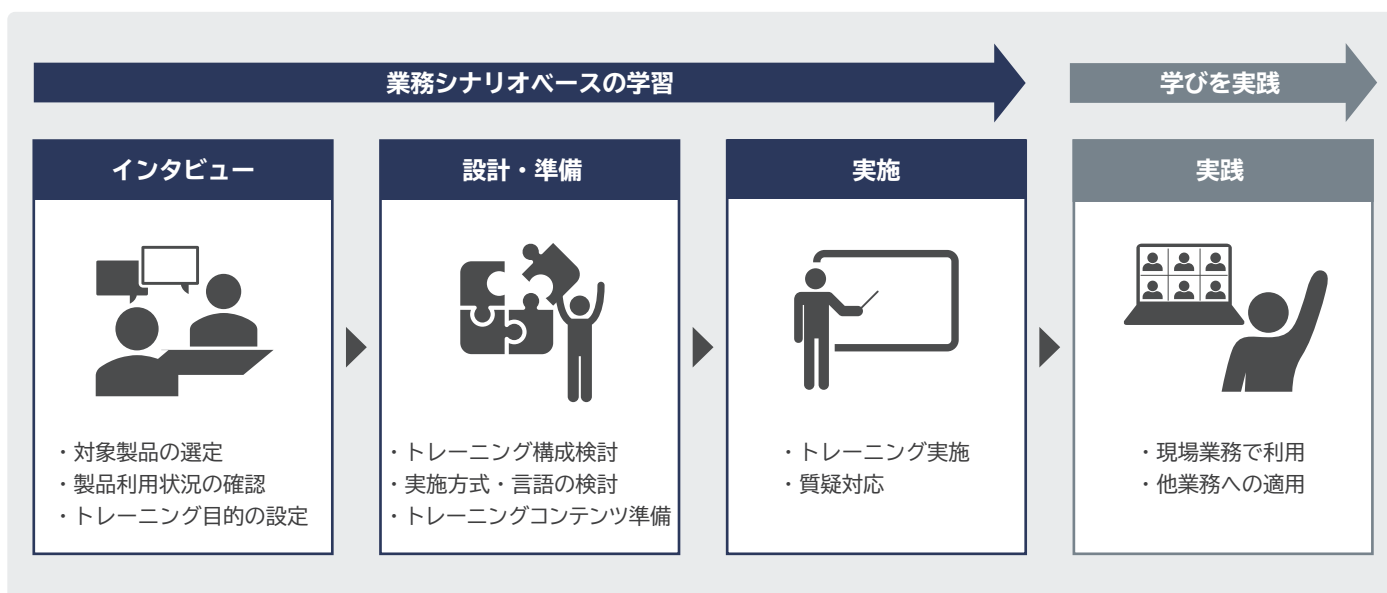 業務シナリオベースの学習
学びを実践
インタビュー
・対象製品の選定
・製品利用状況の確認
・トレーニング目的の設定
設計・準備
・トレーニング構成検討
・実施方式・言語の検討
・トレーニングコンテンツ準備
実施
・トレーニング実施
・質疑対応
実践
・現場業務で利用
・他業務への適用